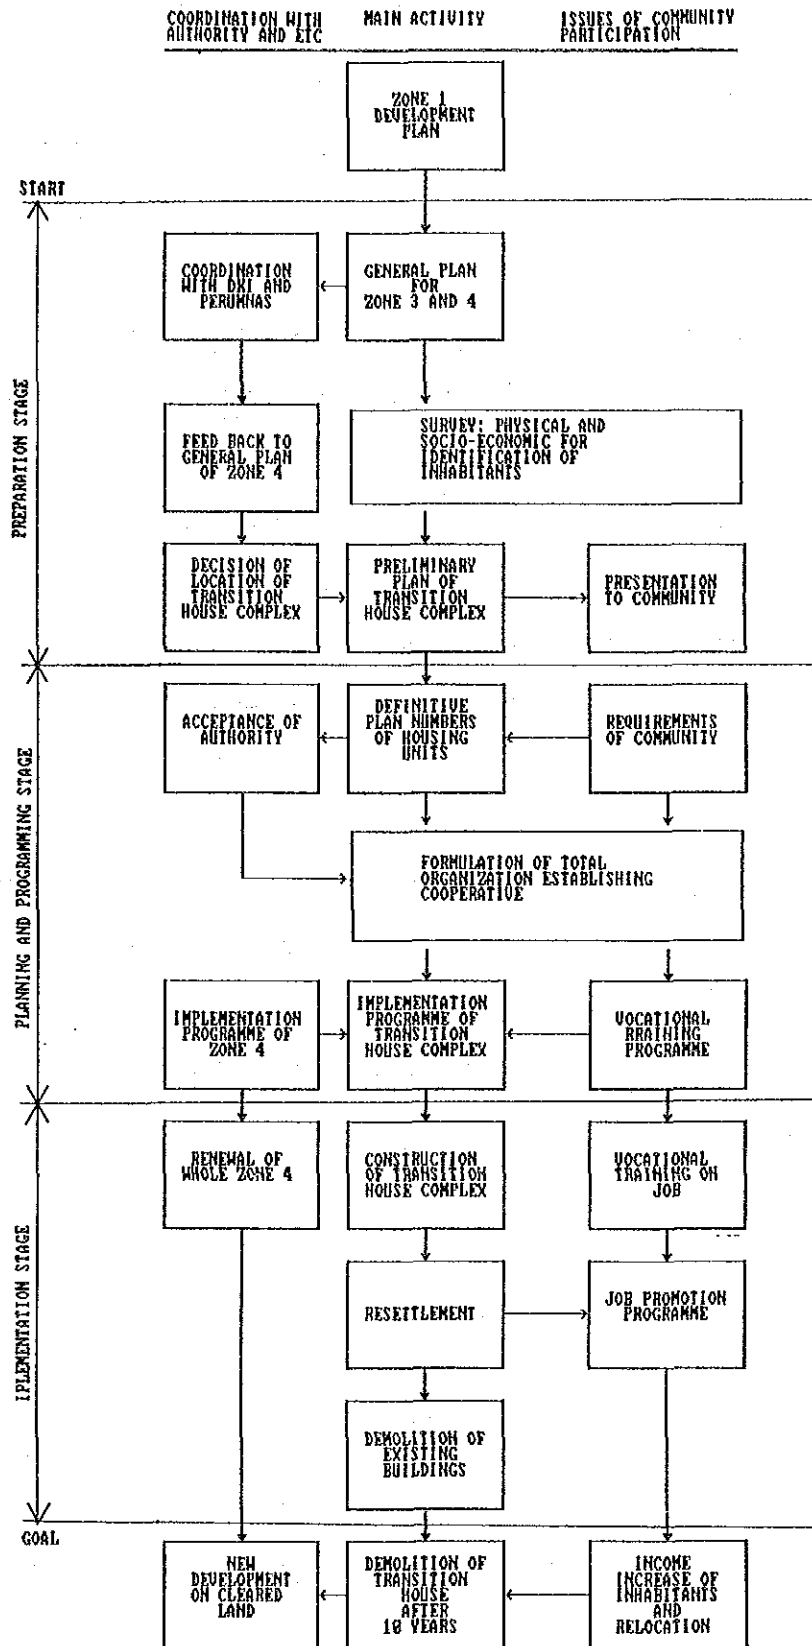 COORDINATION WITH
AUTHORITY AND ETC
MAIN ACTIVITY
ISSUES OF COMMUNITY
PARTICIPATION
ZONE 1
DEVELOPMENT
PLAN
START
PREPARATION STAGE
COORDINATION
WITH DKI AND
PERUMNAS
GENERAL PLAN
FOR
ZONE 3 AND 4
FEED BACK TO
GENERAL PLAN
OF ZONE 4
SURVEY: PHYSICAL AND
SOCIO-ECONOMIC FOR
IDENTIFICATION OF
INHABITANTS
DECISION OF
LOCATION OF
TRANSITION
HOUSE COMPLEX
PRELIMINARY
PLAN OF
TRANSITION
HOUSE COMPLEX
PRESENTATION
TO COMMUNITY
PLANNING AND PROGRAMMING STAGE
ACCEPTANCE OF
AUTHORITY
DEFINITIVE
PLAN NUMBERS
OF HOUSING
UNITS
REQUIREMENTS
OF COMMUNITY
FORMULATION OF TOTAL
ORGANIZATION ESTABLISHING
COOPERATIVE
IMPLEMENTATION
PROGRAMME OF
ZONE 4
IMPLEMENTATION
PROGRAMME OF
TRANSITION
HOUSE COMPLEX
VOCATIONAL
RRAINING
PROGRAMME
IPLEMENTATION STAGE
RENEWAL OF
WHOLE ZONE 4
CONSTRUCTION
OF TRANSITION
HOUSE COMPLEX
VOCATIONAL
TRAINING ON
JOB
RESETTLEMENT
JOB PROMOTION
PROGRAMME
DEMOLITION OF
EXISTING
BUILDINGS
GOAL
NEW
DEVELOPMENT
ON CLEARED
LAND
DEMOLITION OF
TRANSITION
HOUSE
AFTER
10 YEARS
INCOME
INCREASE OF
INHABITANTS
AND
RELOCATION